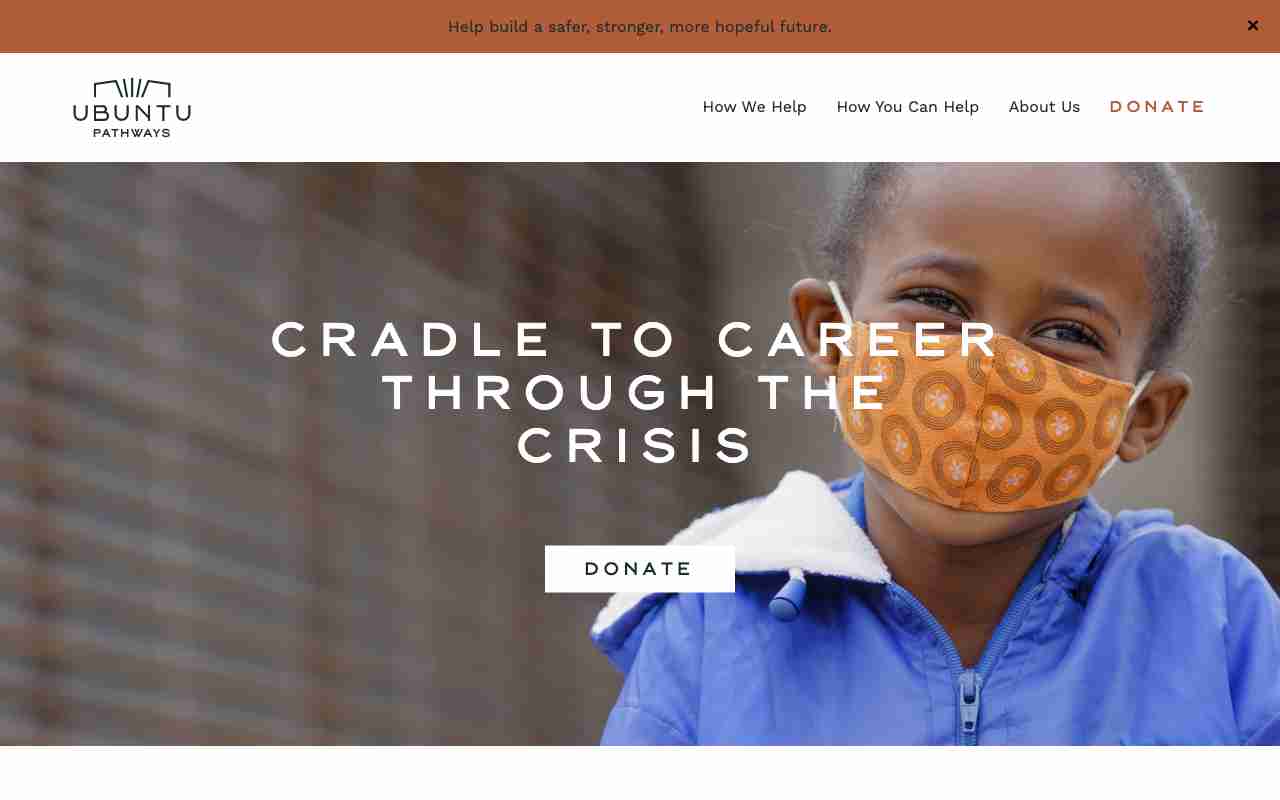 Help build a safer, stronger, more hopeful future.
UBUNTU
PATHWAYS
How We Help
How You Can Help
About Us
DONATE
CRADLE TO CAREER
THROUGH THE
CRISIS
DONATE